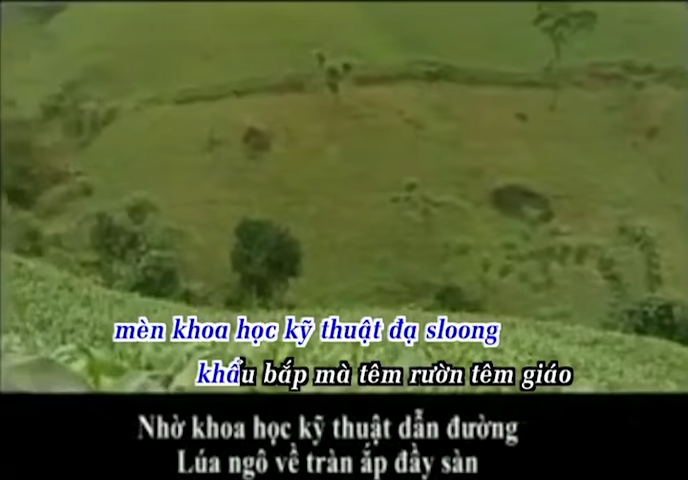 mèn khoa học kỹ thuật đạ sloong
khẩu bắp mà têm rườn têm giáo
Nhờ khoa học kỹ thuật dẫn đường
Lúa ngô về tràn ắp đầy sàn